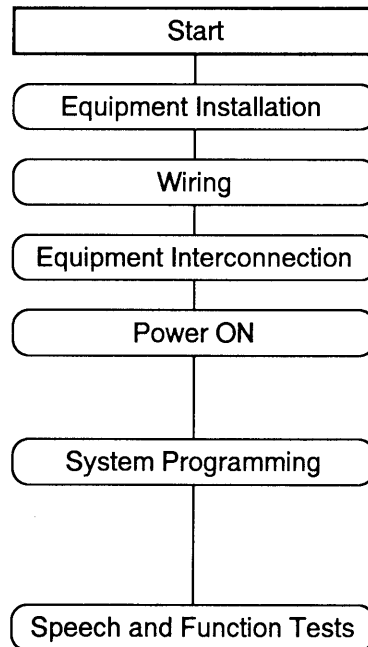 Start
Equipment Installation
Wiring
Equipment Interconnection
Power ON
System Programming
Speech and Function Tests